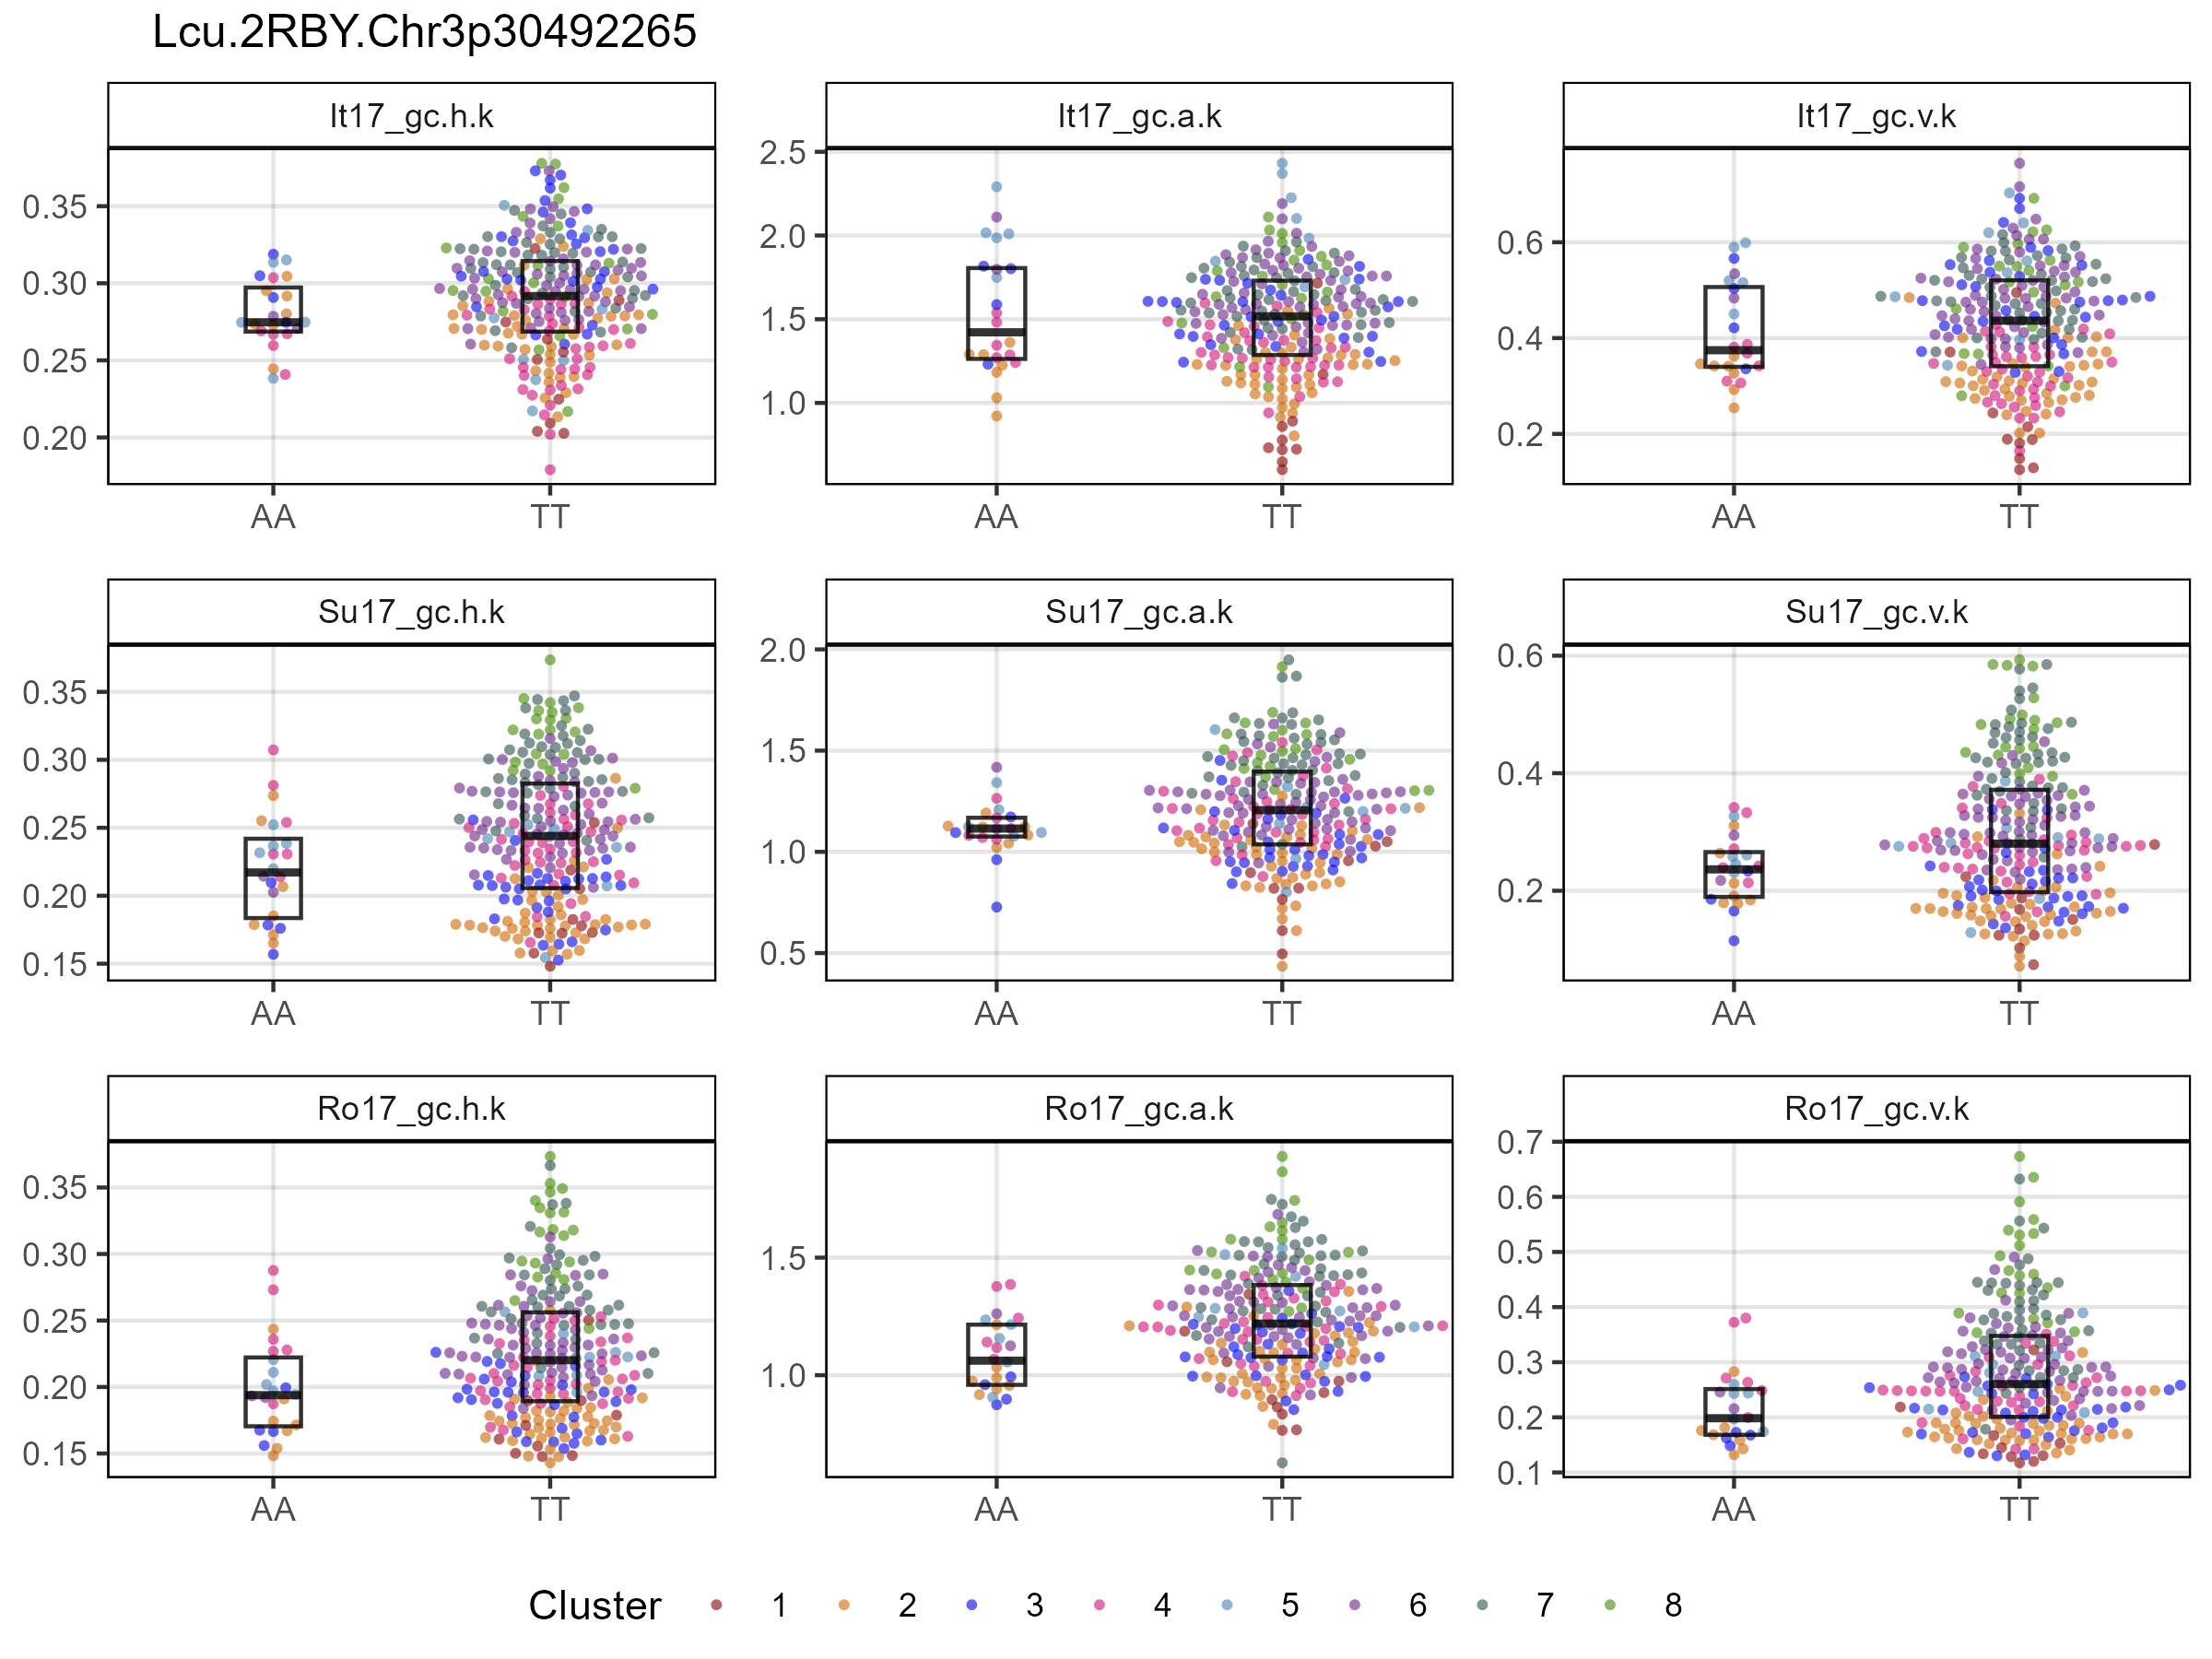 Lcu.2RBY.Chr3p30492265
It17_gc.h.k
It17_gc.a.k
It17_gc.v.k
0.35
0.30
0.25
0.20
AA TT
2.5
2.0
1.5
1.0
AA TT
0.6
0.4
0.2
AA TT
Su17_gc.h.k
Su17_gc.a.k
Su17_gc.v.k
0.35
0.30
0.25
0.20
0.15
AA TT
2.0
1.5
1.0
0.5
AA TT
0.6
0.4
0.2
AA TT
Ro17_gc.h.k
Ro17_gc.a.k
Ro17_gc.v.k
0.35
0.30
0.25
0.20
0.15
AA TT
1.5
1.0
AA TT
0.7
0.6
0.5
0.4
0.3
0.2
0.1
AA TT
Cluster 1 2 3 4 5 6 7 8